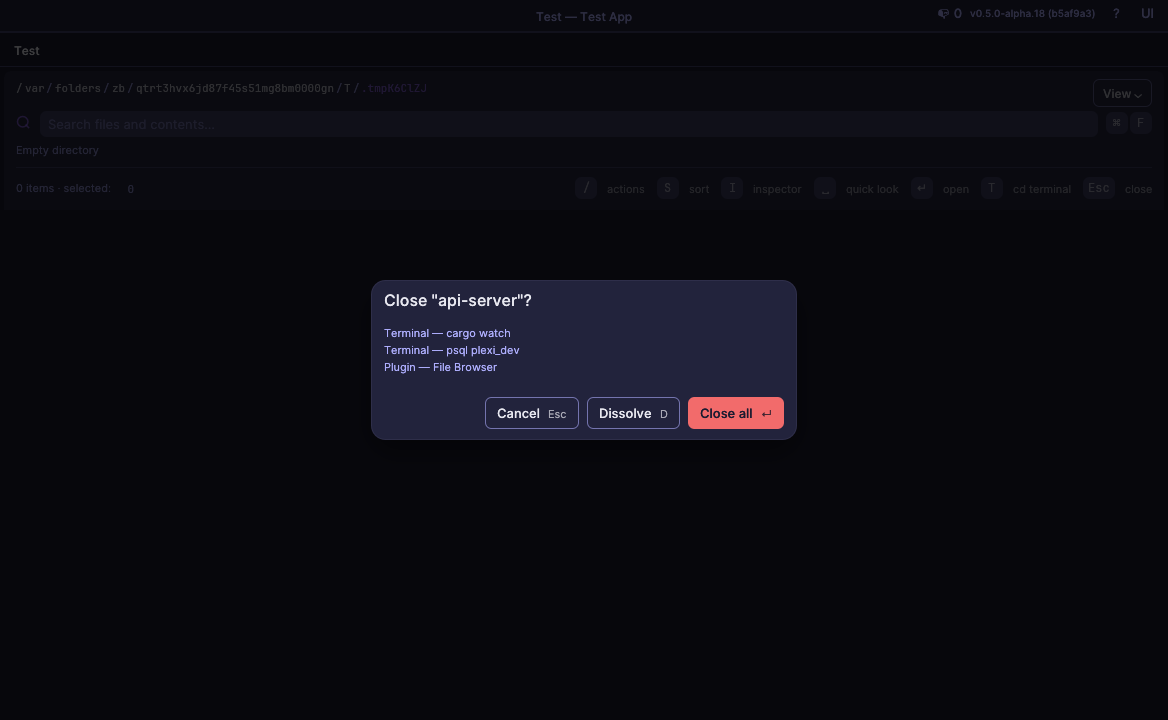 Test — Test App
0 v0.5.0-alpha.18 (b5af9a3) ? UI
Test
/ var / folders / zb / qtrt3hvx6jd87f45s51mg8bm0000gn / T / .tmpK6ClZJ
View
Search files and contents...
⌘ F
Empty directory
0 items · selected: 0
/ actions S sort I inspector ␣ quick look ↵ open T cd terminal Esc close
Close "api-server"?
Terminal — cargo watch
Terminal — psql plexi_dev
Plugin — File Browser
Cancel Esc Dissolve D Close all ↵